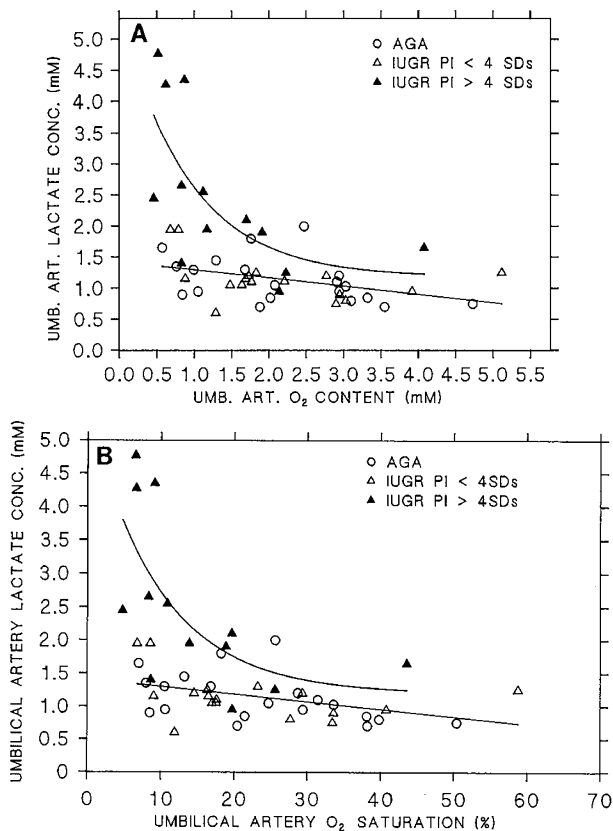 A
○ AGA
△ IUGR PI < 4 SDs
▲ IUGR PI > 4 SDs
UMB. ART. LACTATE CONC. (mM)
5.0
4.5
4.0
3.5
3.0
2.5
2.0
1.5
1.0
0.5
0.0
0.0 0.5 1.0 1.5 2.0 2.5 3.0 3.5 4.0 4.5 5.0 5.5
UMB. ART. O₂ CONTENT (mM)
B
○ AGA
△ IUGR PI < 4SDs
▲ IUGR PI > 4SDs
UMBILICAL ARTERY LACTATE CONC. (mM)
5.0
4.5
4.0
3.5
3.0
2.5
2.0
1.5
1.0
0.5
0
0 10 20 30 40 50 60 70
UMBILICAL ARTERY O₂ SATURATION (%)